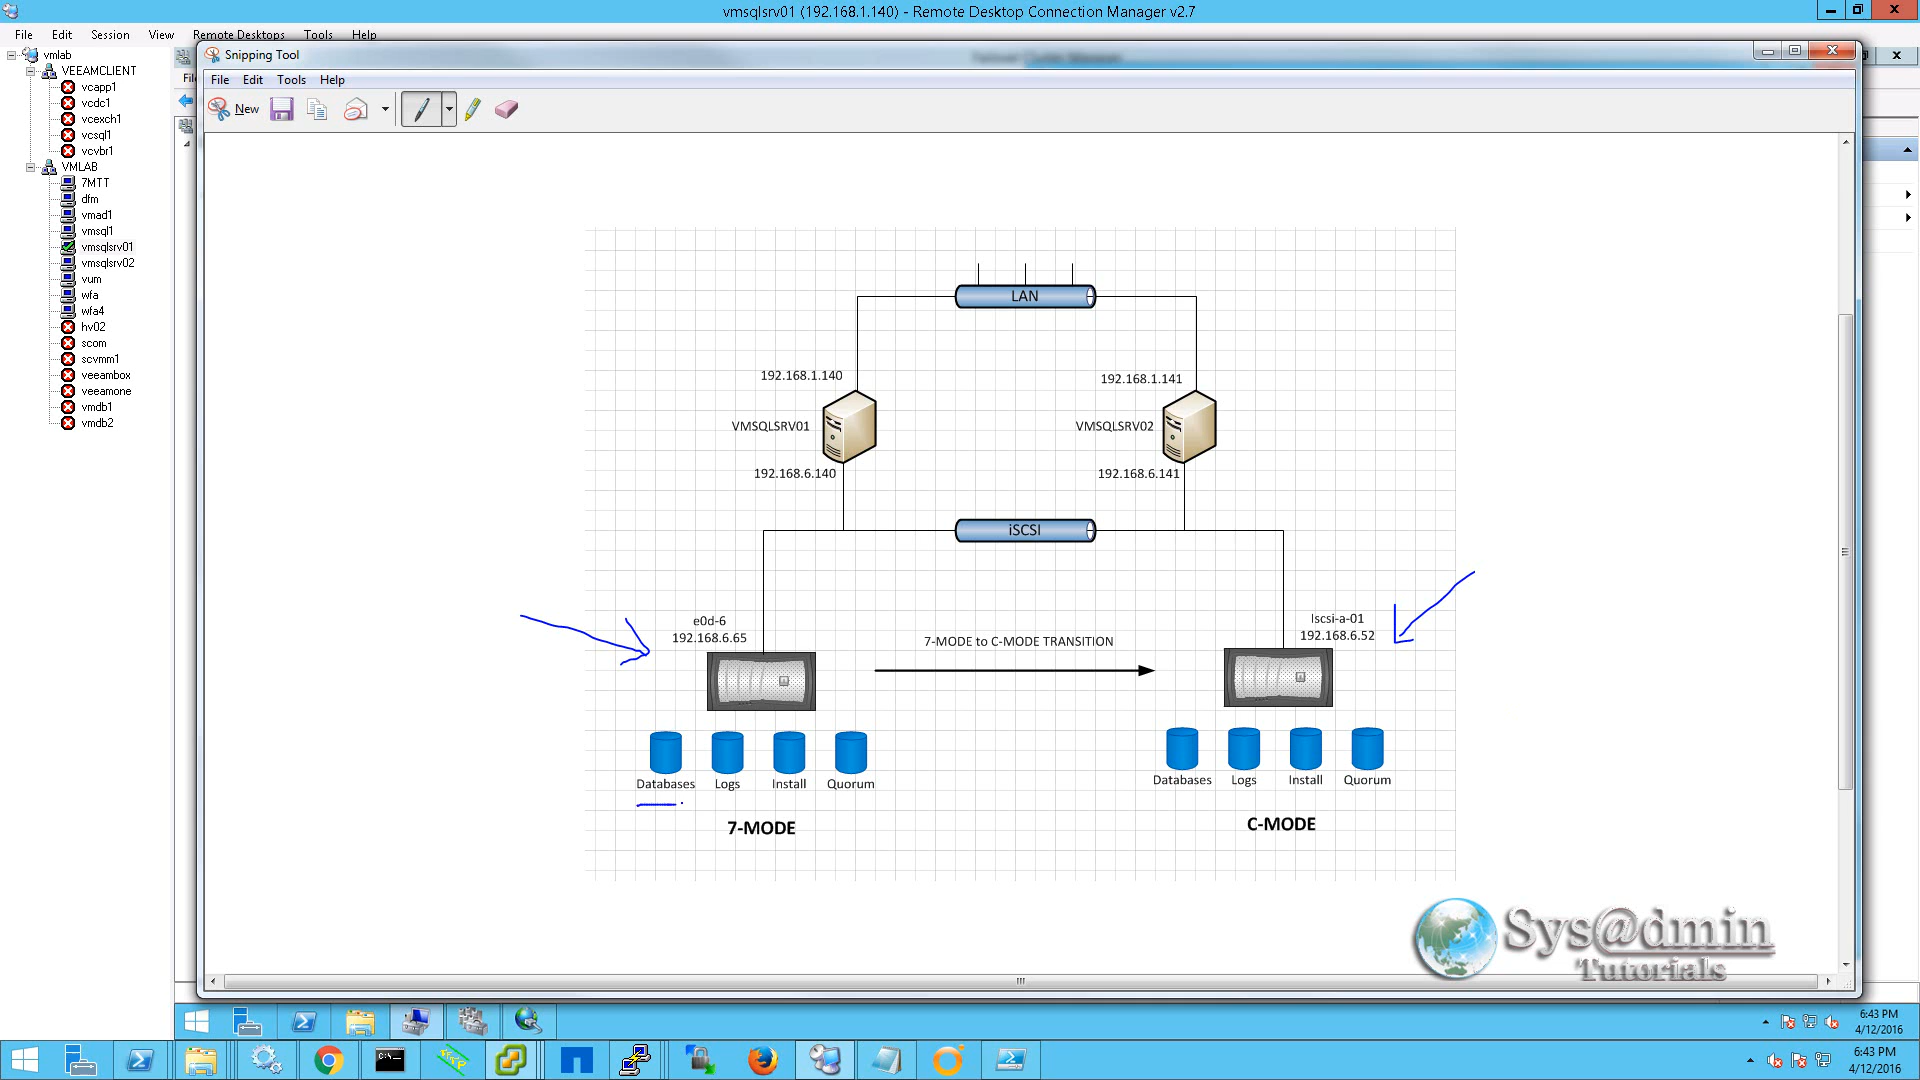 vmsqlsrv01 (192.168.1.140) - Remote Desktop Connection Manager v2.7
File Edit Session View Remote Desktops Tools Help
vmlab
VEEAMCLIENT
vcapp1
vcdc1
vcexch1
vcsql1
vcvbr1
VMLAB
7MTT
dfm
vmad1
vmsql1
vmsqlsrv01
vmsqlsrv02
vum
wfa
wfa4
hv02
scom
scvmm1
veeambox
veeamone
vmdb1
vmdb2
Snipping Tool
File Edit Tools Help
New
LAN
192.168.1.140
192.168.1.141
VMSQLSRV01
VMSQLSRV02
192.168.6.140
192.168.6.141
iSCSI
e0d-6
192.168.6.65
Iscsi-a-01
192.168.6.52
7-MODE to C-MODE TRANSITION
Databases Logs Install Quorum
Databases Logs Install Quorum
7-MODE
C-MODE
Sys@dmin
Tutorials
6:43 PM
4/12/2016
6:43 PM
4/12/2016